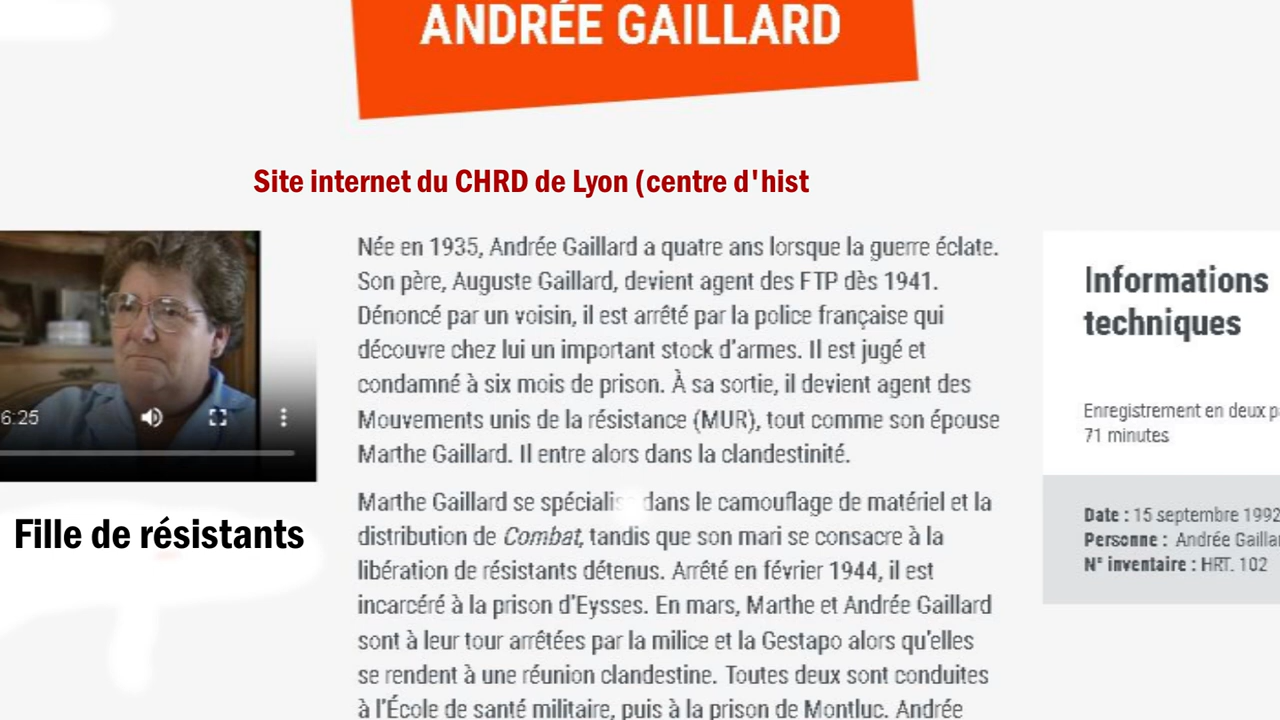 ANDRÉE GAILLARD
Site internet du CHRD de Lyon (centre d'hist
Née en 1935, Andrée Gaillard a quatre ans lorsque la guerre éclate.
Son père, Auguste Gaillard, devient agent des FTP dès 1941.
Dénoncé par un voisin, il est arrêté par la police française qui
découvre chez lui un important stock d'armes. Il est jugé et
condamné à six mois de prison. À sa sortie, il devient agent des
Mouvements unis de la résistance (MUR), tout comme son épouse
Marthe Gaillard. Il entre alors dans la clandestinité.
Marthe Gaillard se spécialis dans le camouflage de matériel et la
distribution de Combat, tandis que son mari se consacre à la
libération de résistants détenus. Arrêté en février 1944, il est
incarcéré à la prison d'Eysses. En mars, Marthe et Andrée Gaillard
sont à leur tour arrêtées par la milice et la Gestapo alors qu'elles
se rendent à une réunion clandestine. Toutes deux sont conduites
à l'École de santé militaire, puis à la prison de Montluc. Andrée
6:25
Fille de résistants
Informations
techniques
Enregistrement en deux p
71 minutes
Date : 15 septembre 1992
Personne : Andrée Gaillar
N° inventaire : HRT. 102